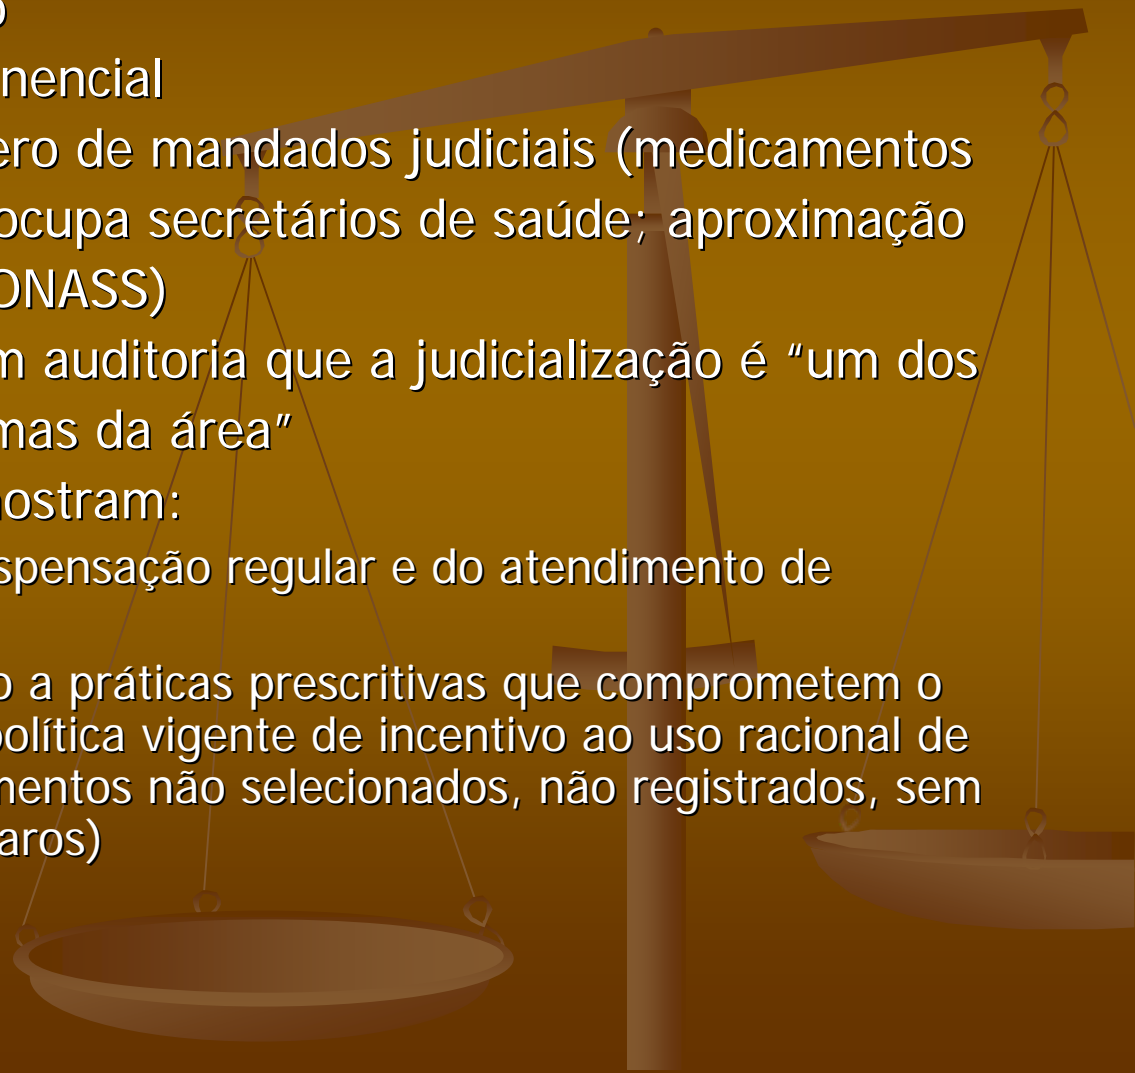 nencial
ero de mandados judiciais (medicamentos
ocupa secretários de saúde; aproximação
ONASS)
m auditoria que a judicialização é “um dos
mas da área”
nostram:
spensação regular e do atendimento de
o a práticas prescritivas que comprometem o
política vigente de incentivo ao uso racional de
mentos não selecionados, não registrados, sem
aros)